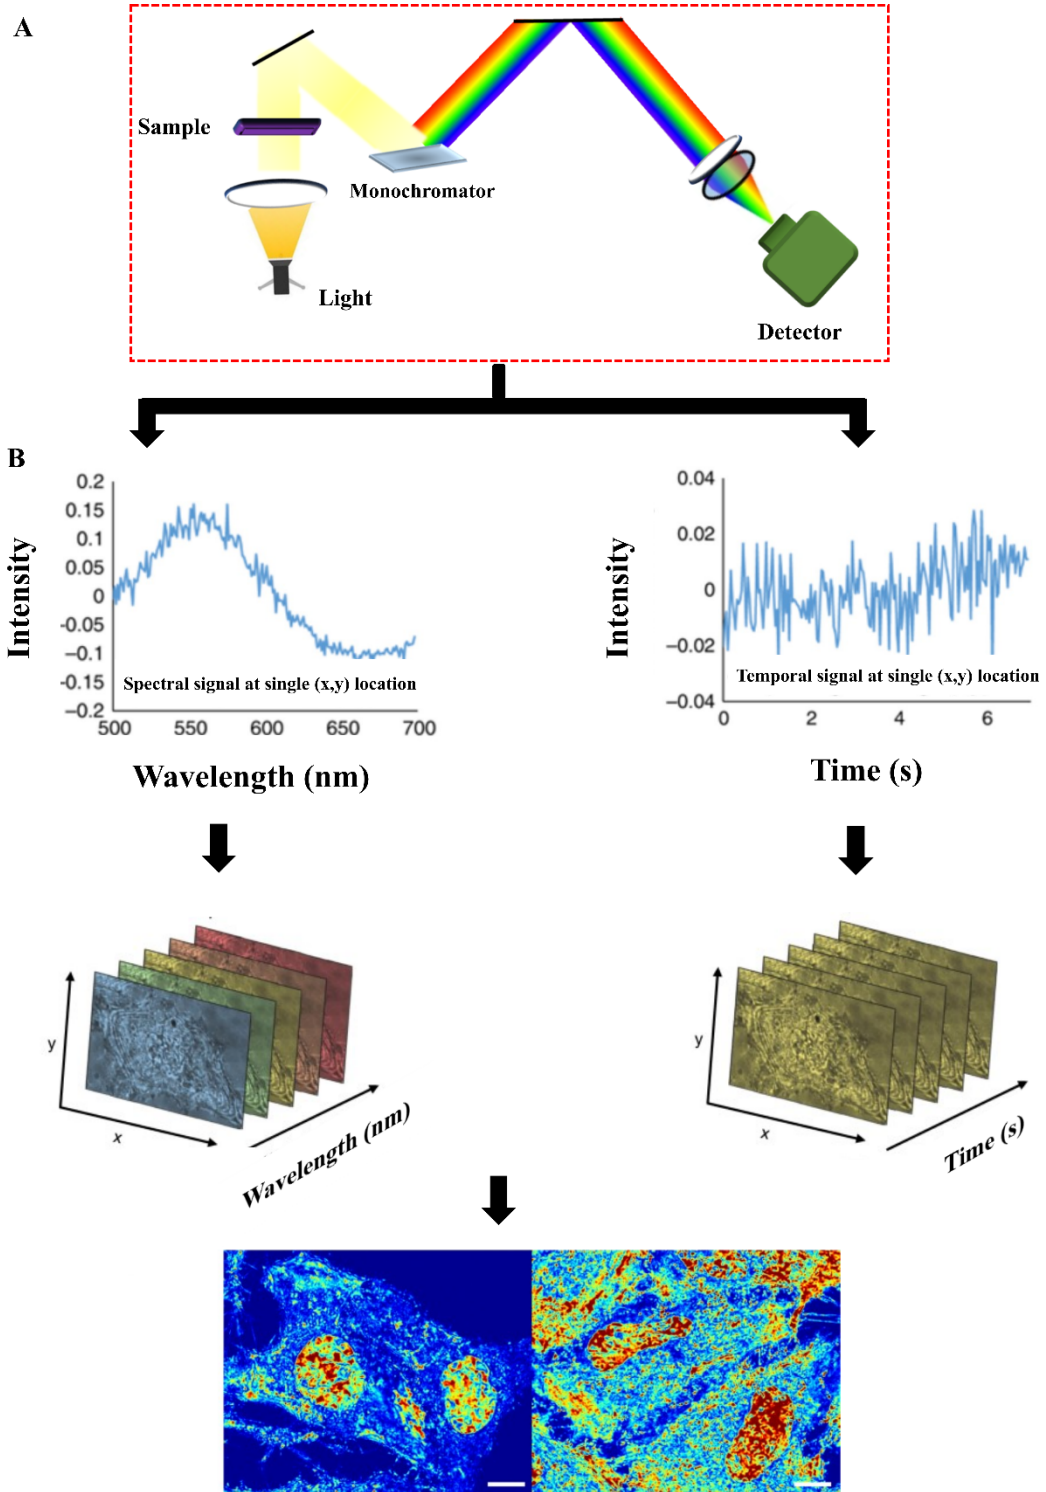 A
Sample
Monochromator
Light
Detector
B
Intensity
0.2
0.15
0.1
0.05
0
-0.05
-0.1
-0.15
−0.2
Spectral signal at single (x,y) location
500 550 600 650 700
Wavelength (nm)
Intensity
0.04
0.02
0
−0.02
−0.04
Temporal signal at single (x,y) location
0 2 4 6
Time (s)
y
x
Wavelength (nm)
y
x
Time (s)